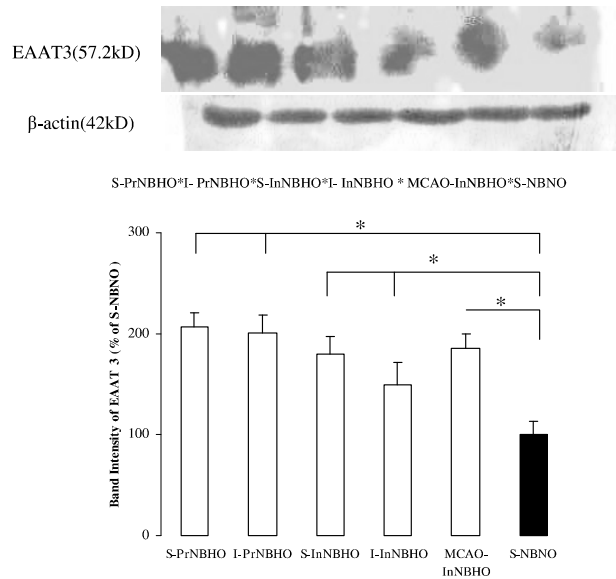 EAAT3(57.2kD)
β-actin(42kD)
S-PrNBHO*I- PrNBHO*S-InNBHO*I- InNBHO * MCAO-InNBHO*S-NBNO
Band Intensity of EAAT 3 (% of S-NBNO)
300
200
100
0
*
*
*
S-PrNBHO I-PrNBHO S-InNBHO I-InNBHO MCAO-InNBHO S-NBNO